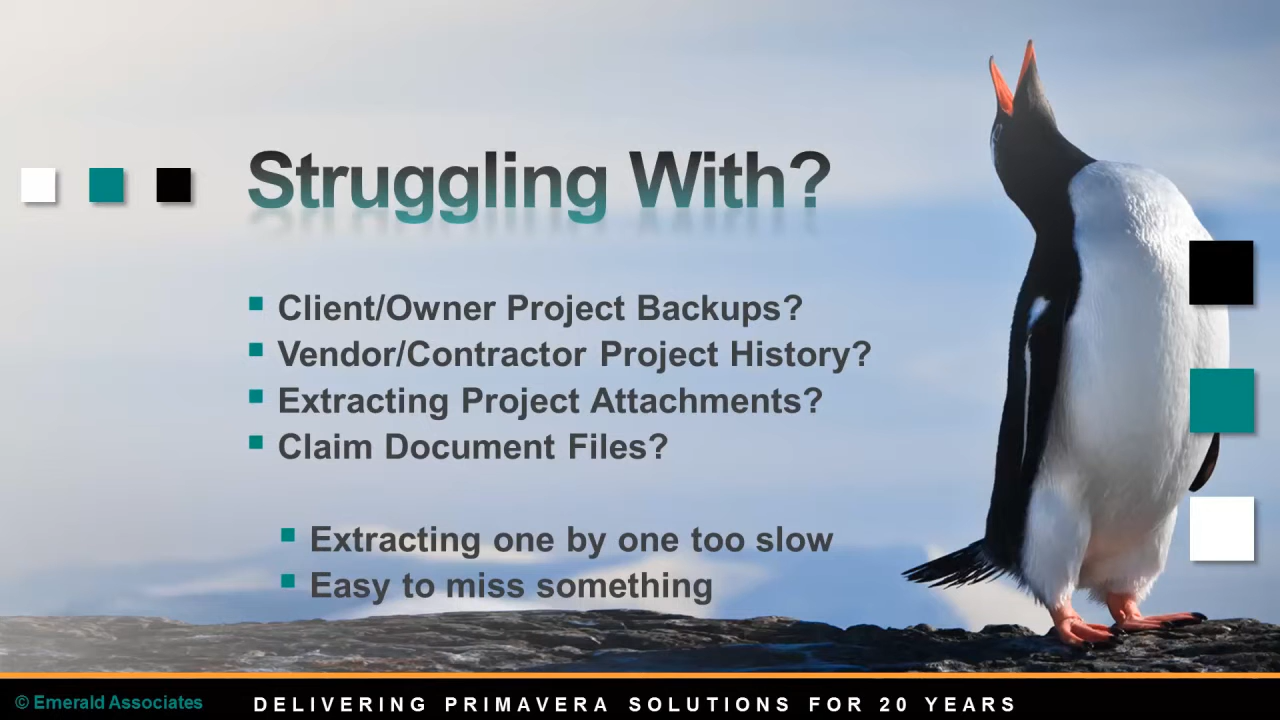 Struggling With?
Client/Owner Project Backups?
Vendor/Contractor Project History?
Extracting Project Attachments?
Claim Document Files?
Extracting one by one too slow
Easy to miss something
© Emerald Associates
DELIVERING PRIMAVERA SOLUTIONS FOR 20 YEARS